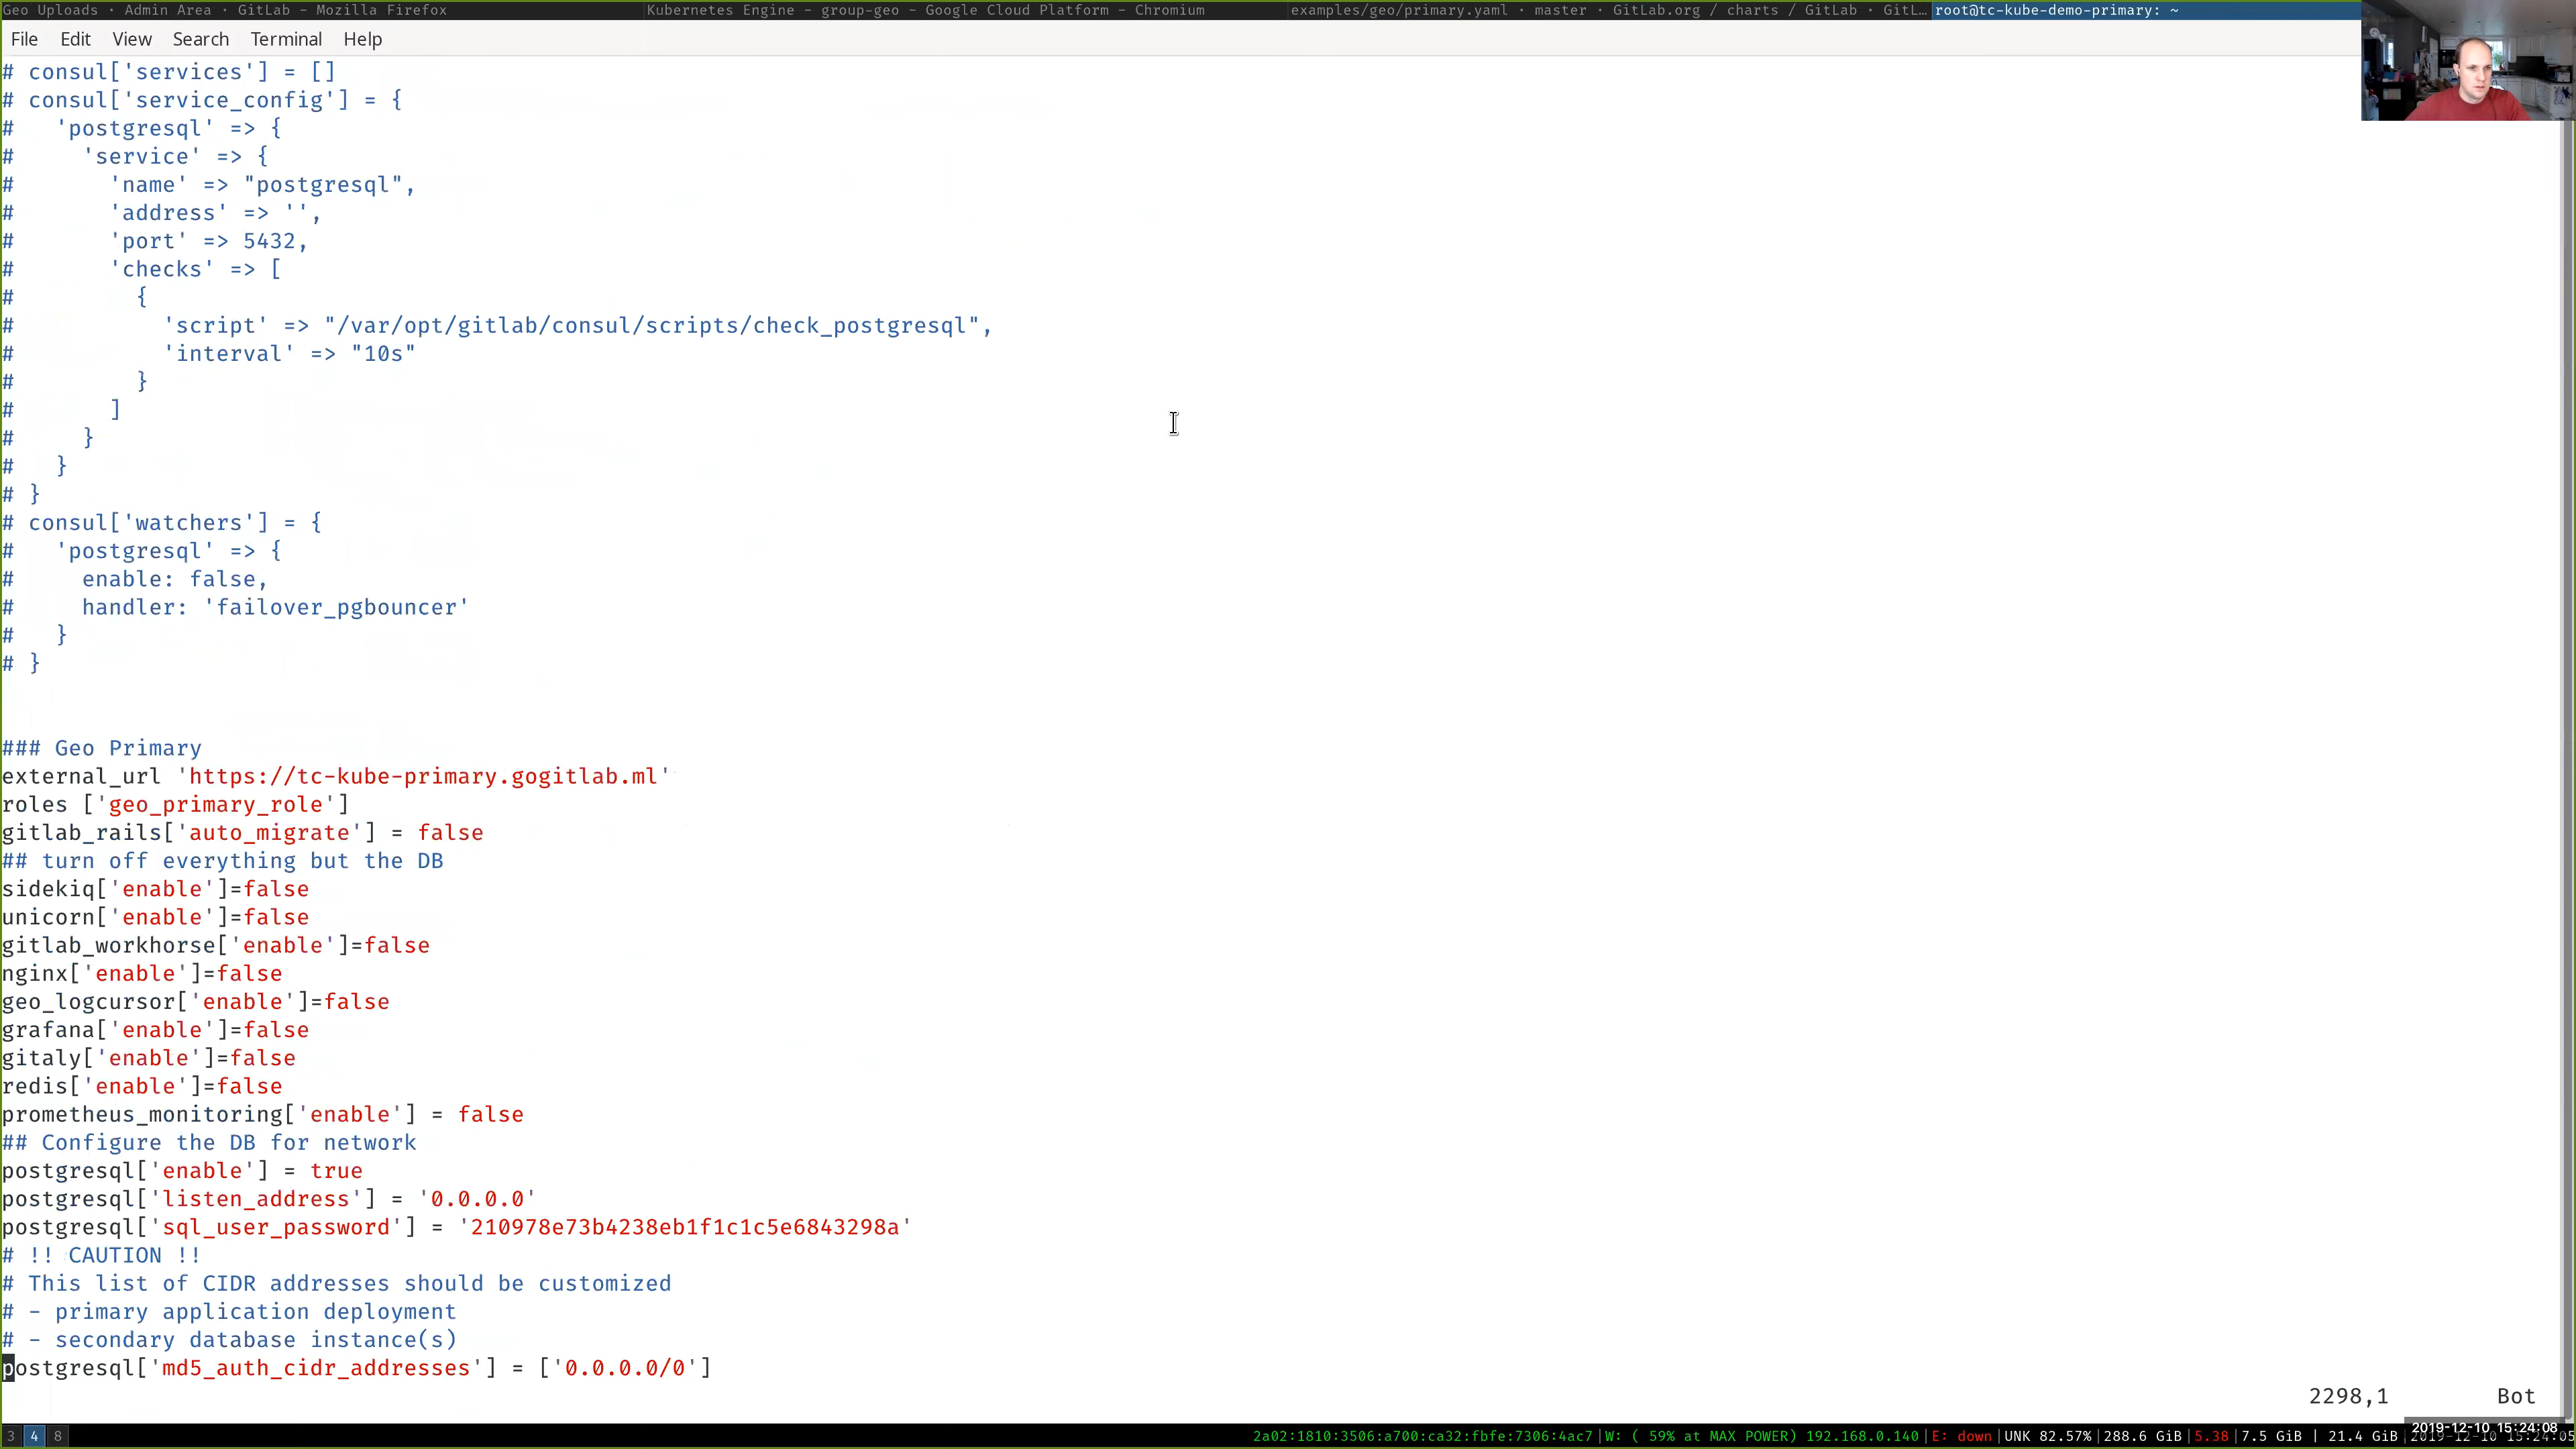 Geo Uploads · Admin Area · GitLab - Mozilla Firefox
Kubernetes Engine - group-geo - Google Cloud Platform - Chromium
examples/geo/primary.yaml · master · GitLab.org / charts / GitLab · GitL…
root@tc-kube-demo-primary: ~
File Edit View Search Terminal Help
# consul['services'] = []
# consul['service_config'] = {
#   'postgresql' => {
#     'service' => {
#       'name' => "postgresql",
#       'address' => '',
#       'port' => 5432,
#       'checks' => [
#         {
#           'script' => "/var/opt/gitlab/consul/scripts/check_postgresql",
#           'interval' => "10s"
#         }
#       ]
#     }
#   }
# }
# consul['watchers'] = {
#   'postgresql' => {
#     enable: false,
#     handler: 'failover_pgbouncer'
#   }
# }
### Geo Primary
external_url 'https://tc-kube-primary.gogitlab.ml'
roles ['geo_primary_role']
gitlab_rails['auto_migrate'] = false
## turn off everything but the DB
sidekiq['enable']=false
unicorn['enable']=false
gitlab_workhorse['enable']=false
nginx['enable']=false
geo_logcursor['enable']=false
grafana['enable']=false
gitaly['enable']=false
redis['enable']=false
prometheus_monitoring['enable'] = false
## Configure the DB for network
postgresql['enable'] = true
postgresql['listen_address'] = '0.0.0.0'
postgresql['sql_user_password'] = '210978e73b4238eb1f1c1c5e6843298a'
# !! CAUTION !!
# This list of CIDR addresses should be customized
# - primary application deployment
# - secondary database instance(s)
postgresql['md5_auth_cidr_addresses'] = ['0.0.0.0/0']
2298,1 Bot
3 4 8
2a02:1810:3506:a700:ca32:fbfe:7306:4ac7|W: ( 59% at MAX POWER) 192.168.0.140|E: down|UNK 82.57%|288.6 GiB|5.38|7.5 GiB | 21.4 GiB
2019-12-10 15:24:08